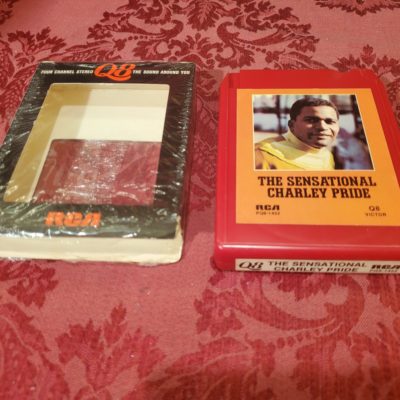 FOUR CHANNEL STEREO Q8 THE SOUND AROUND YOU
RCA
THE SENSATIONAL
CHARLEY PRIDE
RCA Q8
VICTOR
Q8 THE SENSATIONAL RCA
CHARLEY PRIDE